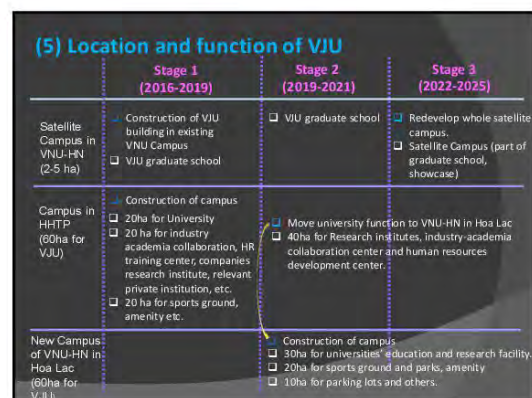 (5) Location and function of VJU
Stage 1
(2016-2019)
Stage 2
(2019-2021)
Stage 3
(2022-2025)
Satellite
Campus in
VNU-HN
(2-5 ha)
Construction of VJU
building in existing
VNU Campus
VJU graduate school
VJU graduate school
Redevelop whole satellite
campus.
Satellite Campus (part of
graduate school,
showcase)
Campus in
HHTP
(60ha for
VJU)
Construction of campus
20ha for University
20 ha for industry
academia collaboration, HR
training center, companies
research institute, relevant
private institution, etc.
20 ha for sports ground,
amenity etc.
Move university function to VNU-HN in Hoa Lac
40ha for Research institutes, industry-academia
collaboration center and human resources
development center.
New Campus
of VNU-HN in
Hoa Lac
(60ha for
VJU)
Construction of campus
30ha for universities' education and research facility.
20ha for sports ground and parks, amenity
10ha for parking lots and others.